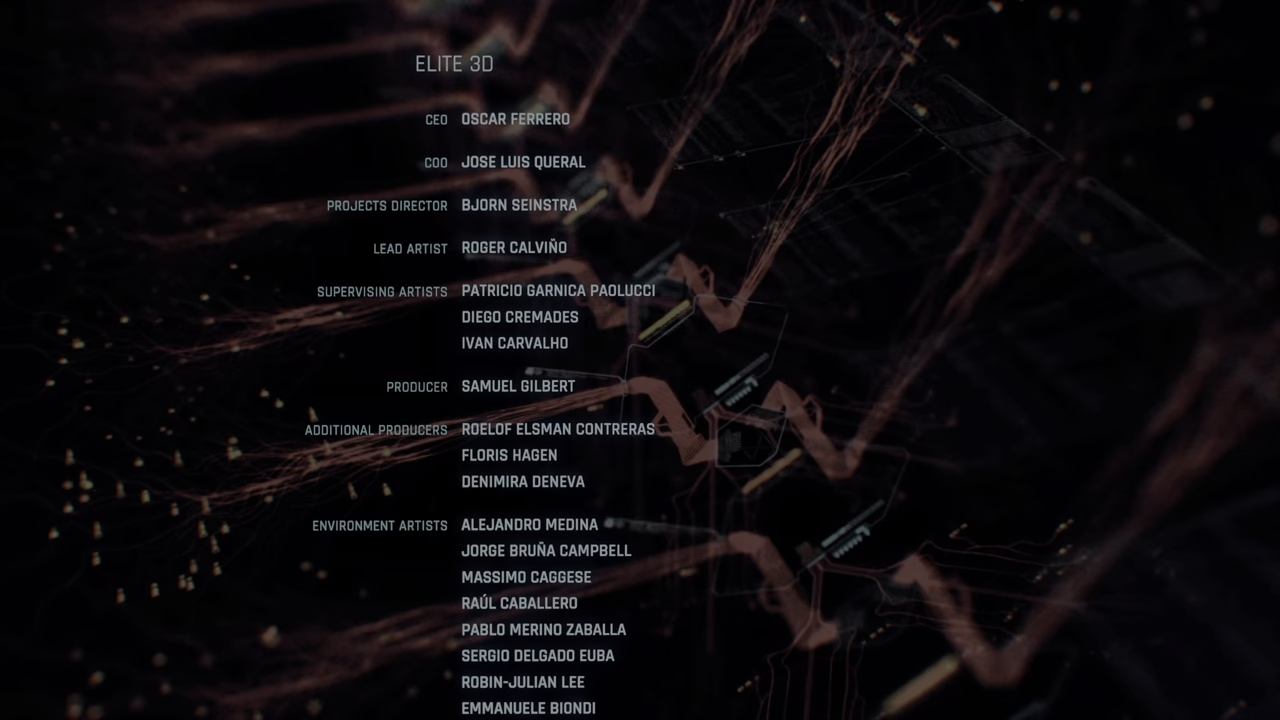 ELITE 3D
CEO OSCAR FERRERO
COO JOSE LUIS QUERAL
PROJECTS DIRECTOR BJORN SEINSTRA
LEAD ARTIST ROGER CALVIÑO
SUPERVISING ARTISTS PATRICIO GARNICA PAOLUCCI
DIEGO CREMADES
IVAN CARVALHO
PRODUCER SAMUEL GILBERT
ADDITIONAL PRODUCERS ROELOF ELSMAN CONTRERAS
FLORIS HAGEN
DENIMIRA DENEVA
ENVIRONMENT ARTISTS ALEJANDRO MEDINA
JORGE BRUÑA CAMPBELL
MASSIMO CAGGESE
RAÚL CABALLERO
PABLO MERINO ZABALLA
SERGIO DELGADO EUBA
ROBIN-JULIAN LEE
EMMANUELE BIONDI